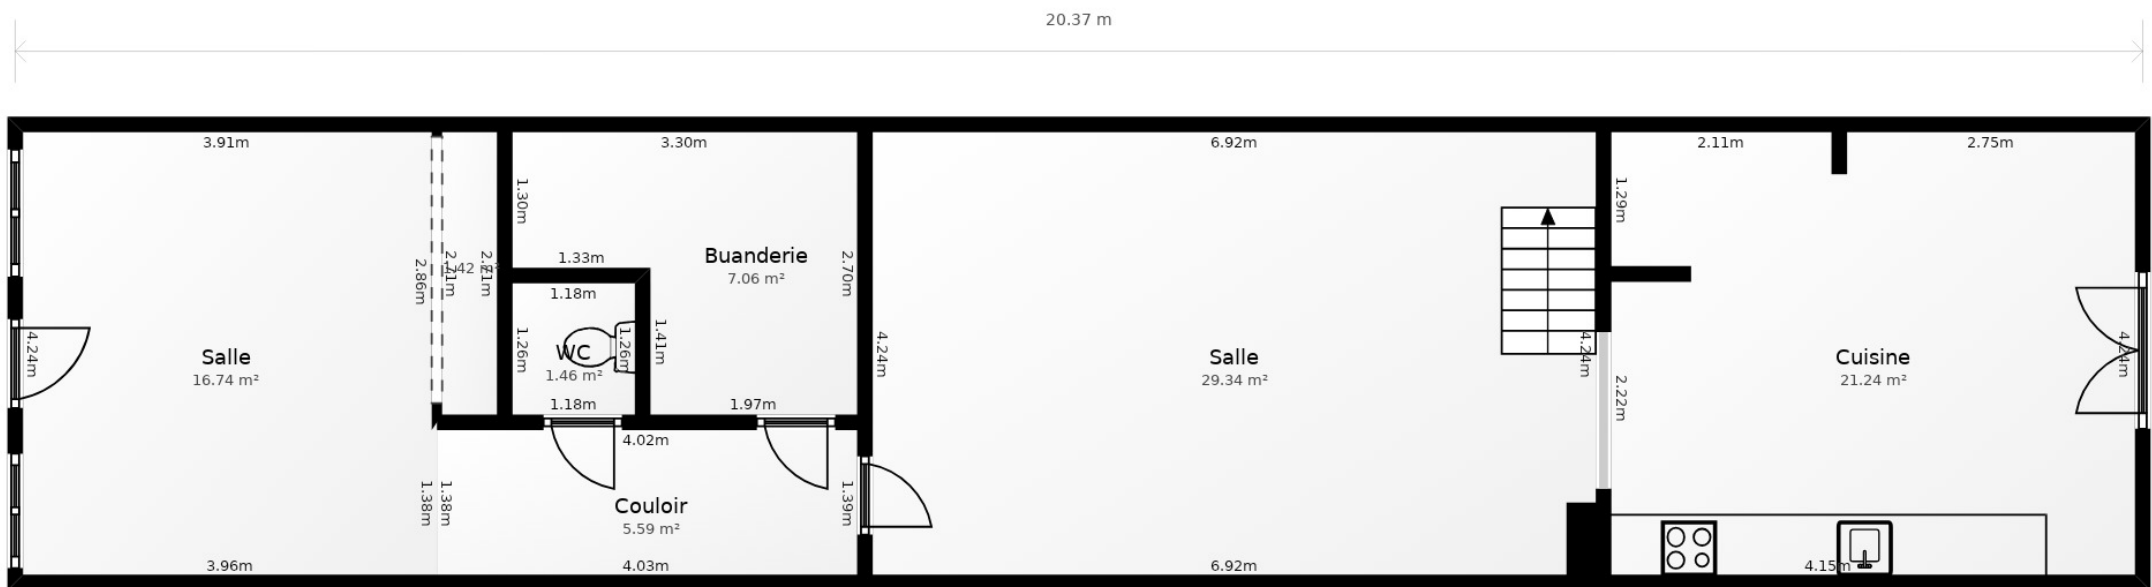 20.37 m
3.91m
3.30m
6.92m
2.11m
2.75m
1.30m
1.29m
Buanderie
7.06 m²
1.33m
2.86m
2.70m
1.18m
1.26m
1.26m
1.41m
WC
1.46 m²
4.24m
Salle
16.74 m²
4.24m
Salle
29.34 m²
4.24m
Cuisine
21.24 m²
4.24m
2.22m
1.18m
1.97m
4.02m
1.38m
1.38m
Couloir
5.59 m²
1.39m
3.96m
4.03m
6.92m
4.15m